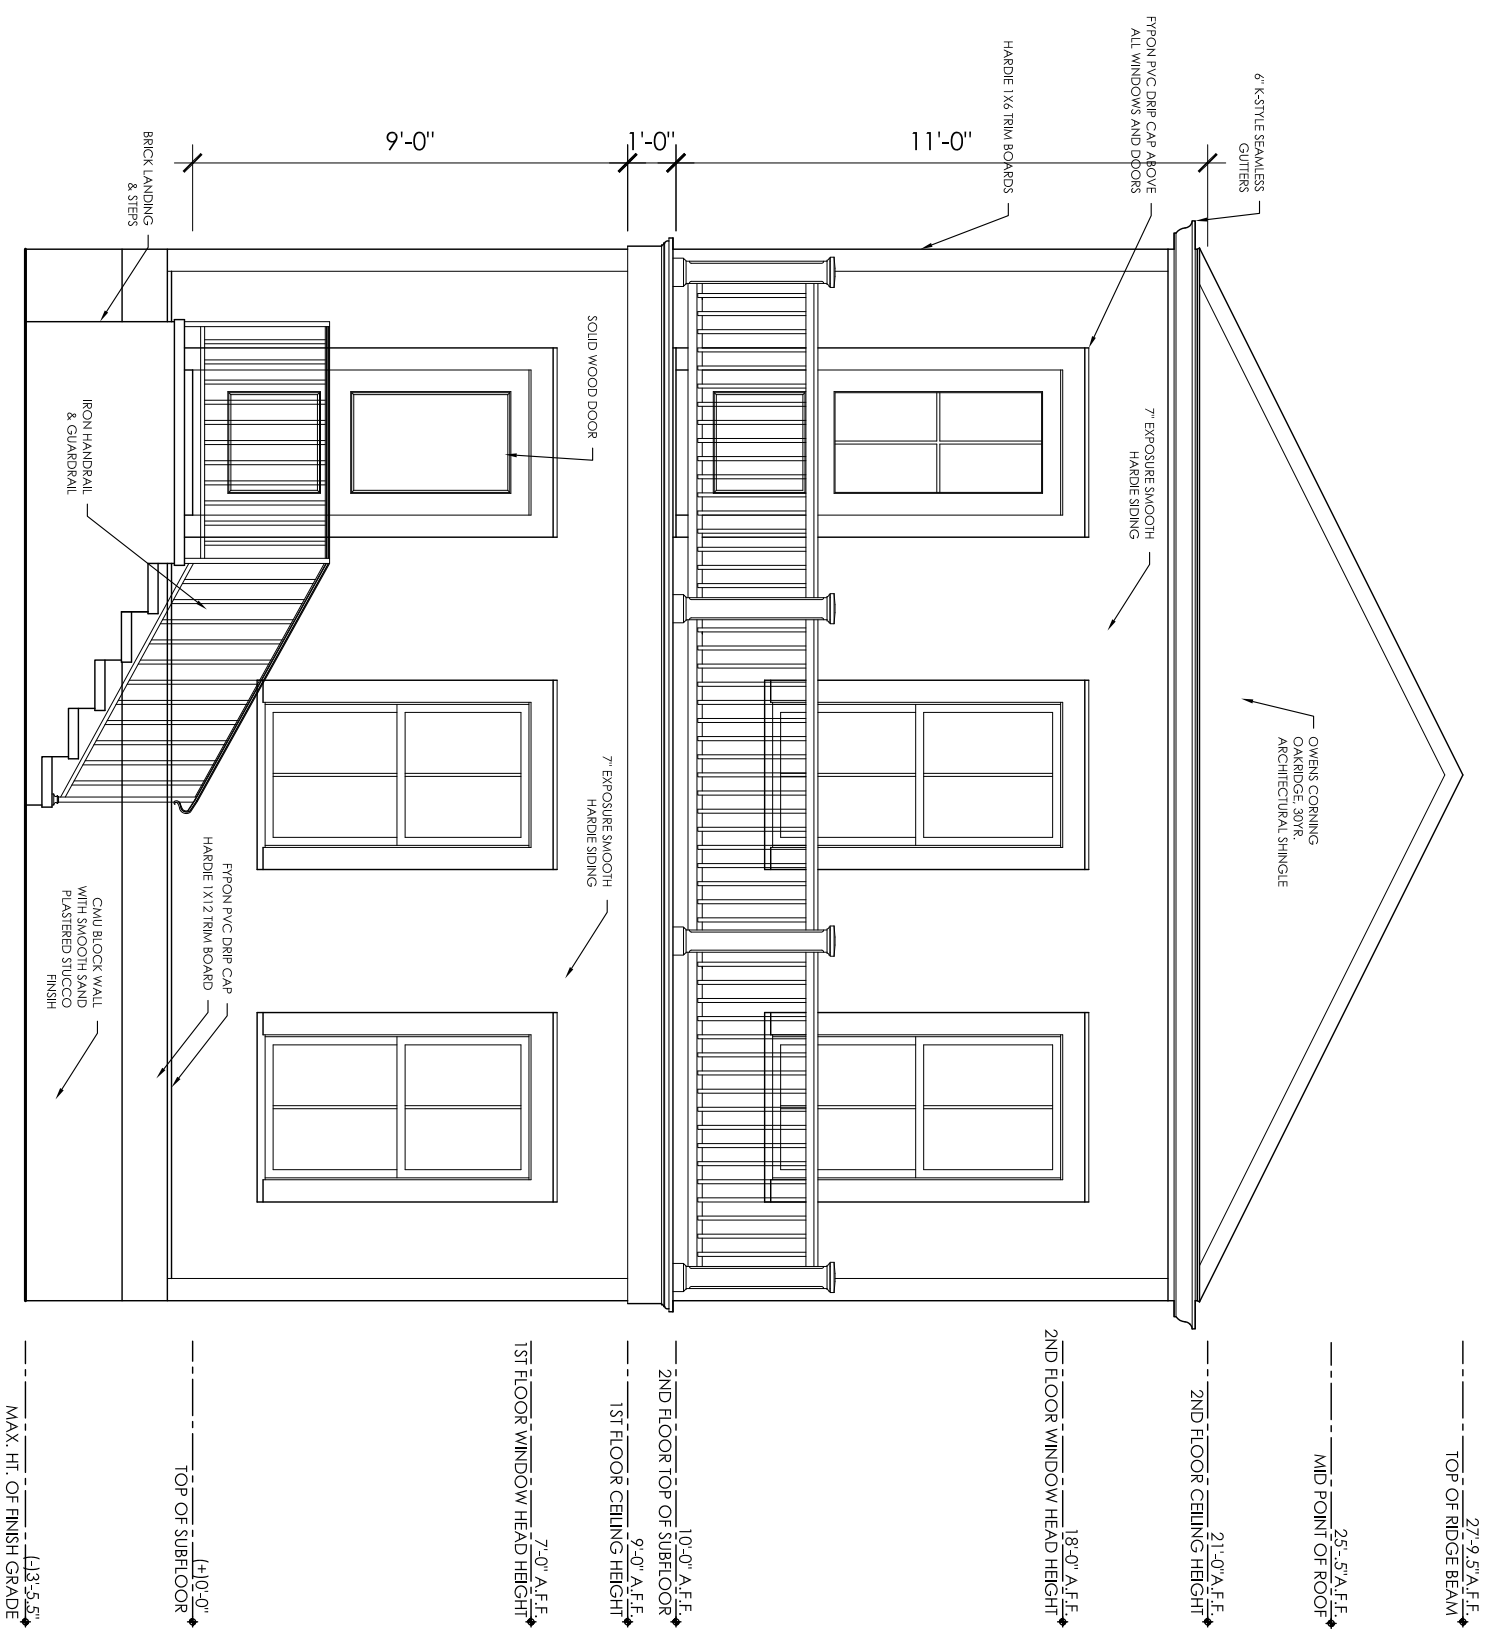 27'-9.5" A.F.F.
TOP OF RIDGE BEAM
25'-.5" A.F.F.
MID POINT OF ROOF
21'-0" A.F.F.
2ND FLOOR CEILING HEIGHT
18'-0" A.F.F.
2ND FLOOR WINDOW HEAD HEIGHT
10'-0" A.F.F.
2ND FLOOR TOP OF SUBFLOOR
9'-0" A.F.F.
1ST FLOOR CEILING HEIGHT
7'-0" A.F.F.
1ST FLOOR WINDOW HEAD HEIGHT
(+)0'-0"
TOP OF SUBFLOOR
(-)3'-5.5"
MAX. HT. OF FINISH GRADE
OWENS CORNING
OAKRIDGE, 30YR.
ARCHITECTURAL SHINGLE
6" K-STYLE SEAMLESS
GUTTERS
FYPON PVC DRIP CAP ABOVE
ALL WINDOWS AND DOORS
7" EXPOSURE SMOOTH
HARDIE SIDING
HARDIE 1X6 TRIM BOARDS
11'-0"
1'-0"
9'-0"
SOLID WOOD DOOR
7" EXPOSURE SMOOTH
HARDIE SIDING
FYPON PVC DRIP CAP
HARDIE 1X12 TRIM BOARD
BRICK LANDING
& STEPS
IRON HANDRAIL
& GUARDRAIL
CMU BLOCK WALL
WITH SMOOTH SAND
PLASTERED STUCCO
FINSIH